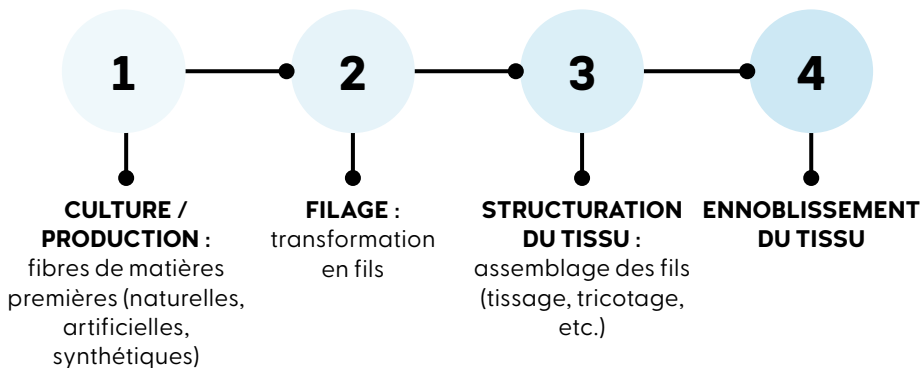 1
2
3
4
CULTURE /
PRODUCTION :
fibres de matières
premières (naturelles,
artificielles,
synthétiques)
FILAGE :
transformation
en fils
STRUCTURATION
DU TISSU :
assemblage des fils
(tissage, tricotage,
etc.)
ENNOBLISSEMENT
DU TISSU